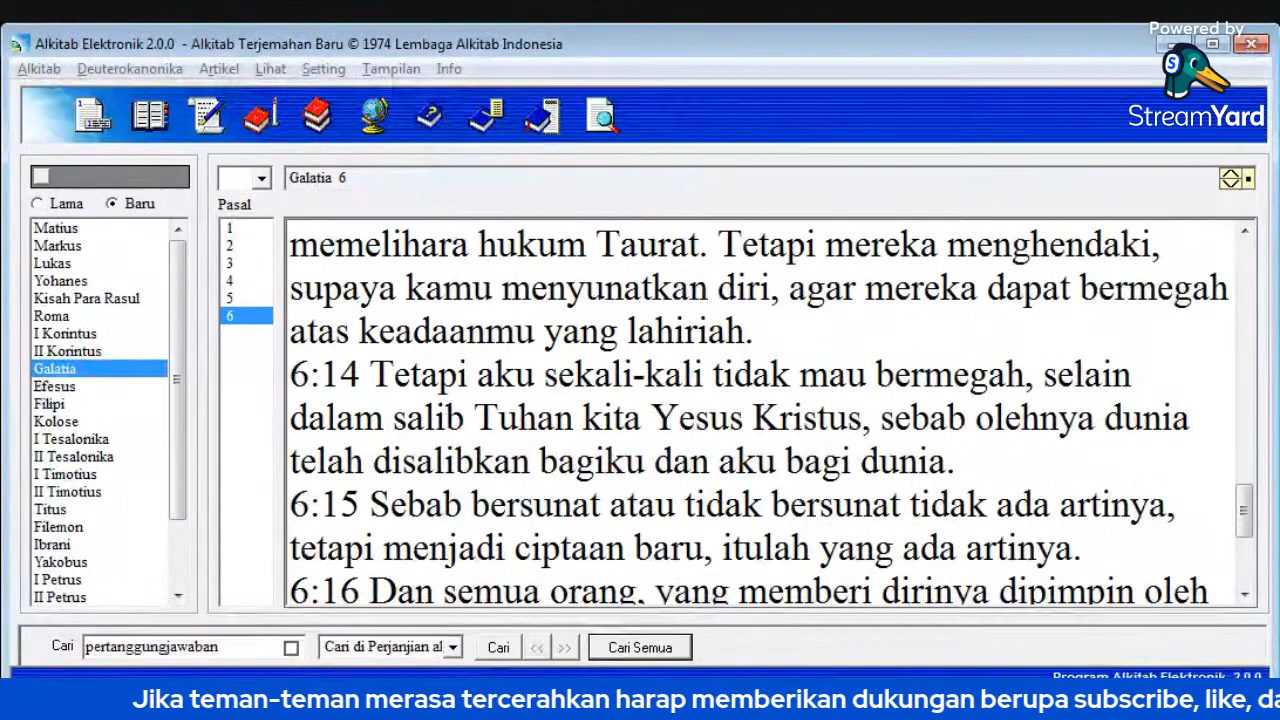 Powered by
StreamYard
Alkitab Elektronik 2.0.0 - Alkitab Terjemahan Baru © 1974 Lembaga Alkitab Indonesia
Alkitab Deuterokanonika Artikel Lihat Setting Tampilan Info
Lama Baru
Matius
Markus
Lukas
Yohanes
Kisah Para Rasul
Roma
I Korintus
II Korintus
Galatia
Efesus
Filipi
Kolose
I Tesalonika
II Tesalonika
I Timotius
II Timotius
Titus
Filemon
Ibrani
Yakobus
I Petrus
II Petrus
Galatia 6
Pasal
1
2
3
4
5
6
memelihara hukum Taurat. Tetapi mereka menghendaki,
supaya kamu menyunatkan diri, agar mereka dapat bermegah
atas keadaanmu yang lahiriah.
6:14 Tetapi aku sekali-kali tidak mau bermegah, selain
dalam salib Tuhan kita Yesus Kristus, sebab olehnya dunia
telah disalibkan bagiku dan aku bagi dunia.
6:15 Sebab bersunat atau tidak bersunat tidak ada artinya,
tetapi menjadi ciptaan baru, itulah yang ada artinya.
6:16 Dan semua orang, yang memberi dirinya dipimpin oleh
Cari pertanggungjawaban Cari di Perjanjian al Cari << >> Cari Semua
Program Alkitab Elektronik 2.0.0
Jika teman-teman merasa tercerahkan harap memberikan dukungan berupa subscribe, like, da